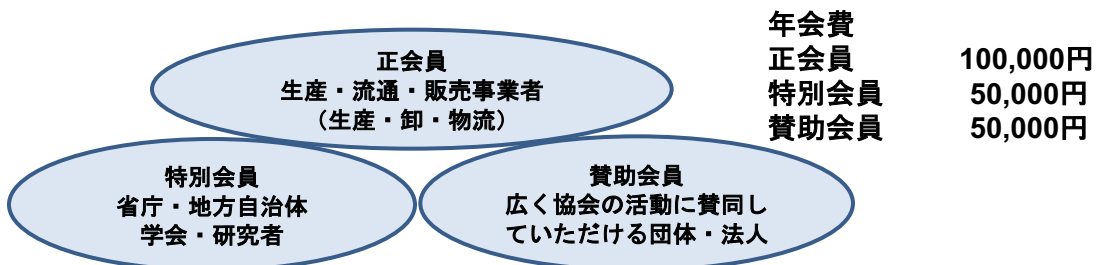 年会費
正会員 100,000円
特別会員 50,000円
賛助会員 50,000円
正会員
生産・流通・販売事業者
（生産・卸・物流）
特別会員
省庁・地方自治体
学会・研究者
賛助会員
広く協会の活動に賛同し
ていただける団体・法人